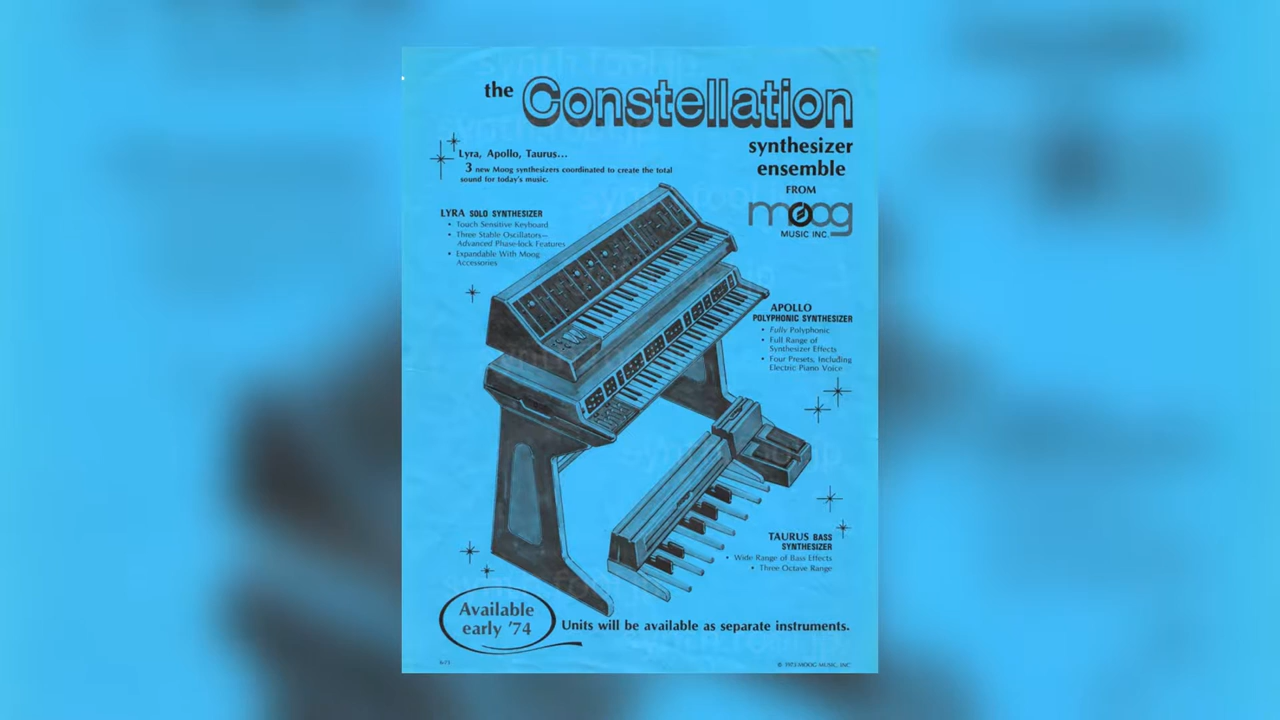 the Constellation
synthesizer
ensemble
FROM
moog
MUSIC INC.
Lyra, Apollo, Taurus...
3 new Moog synthesizers coordinated to create the total
sound for today's music.
LYRA SOLO SYNTHESIZER
• Touch Sensitive Keyboard
• Three Stable Oscillators—
Advanced Phase-lock Features
• Expandable With Moog
Accessories
APOLLO
POLYPHONIC SYNTHESIZER
• Fully Polyphonic
• Full Range of
Synthesizer Effects
• Four Presets, Including
Electric Piano Voice
TAURUS BASS
SYNTHESIZER
• Wide Range of Bass Effects
• Three Octave Range
Available
early '74
Units will be available as separate instruments.
© 1973 MOOG MUSIC, INC